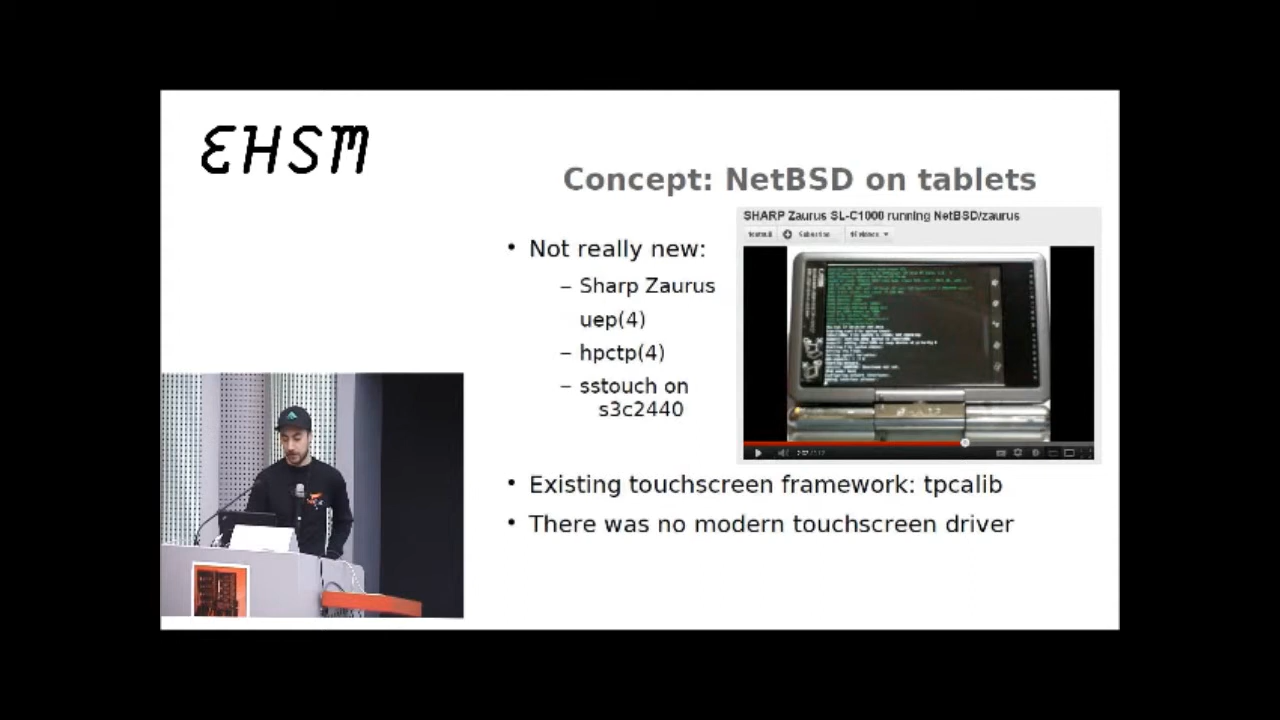 EHSM
Concept: NetBSD on tablets
SHARP Zaurus SL-C1000 running NetBSD/zaurus
Subscribe
• Not really new:
– Sharp Zaurus
uep(4)
– hpctp(4)
– sstouch on
s3c2440
• Existing touchscreen framework: tpcalib
• There was no modern touchscreen driver